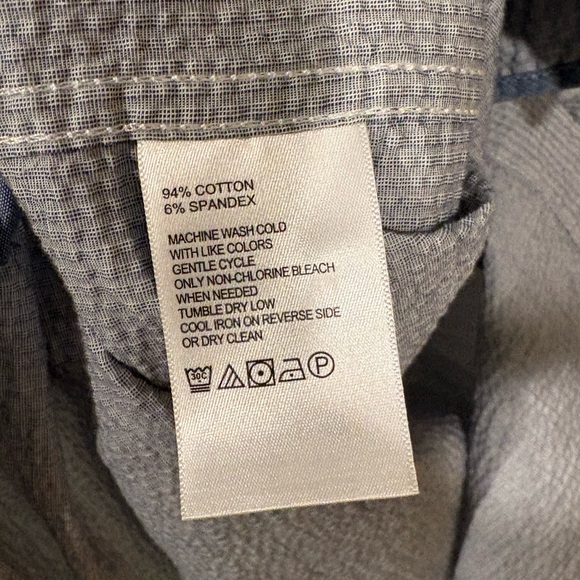 94% COTTON
6% SPANDEX
MACHINE WASH COLD
WITH LIKE COLORS
GENTLE CYCLE
ONLY NON-CHLORINE BLEACH
WHEN NEEDED
TUMBLE DRY LOW
COOL IRON ON REVERSE SIDE
OR DRY CLEAN
30C P